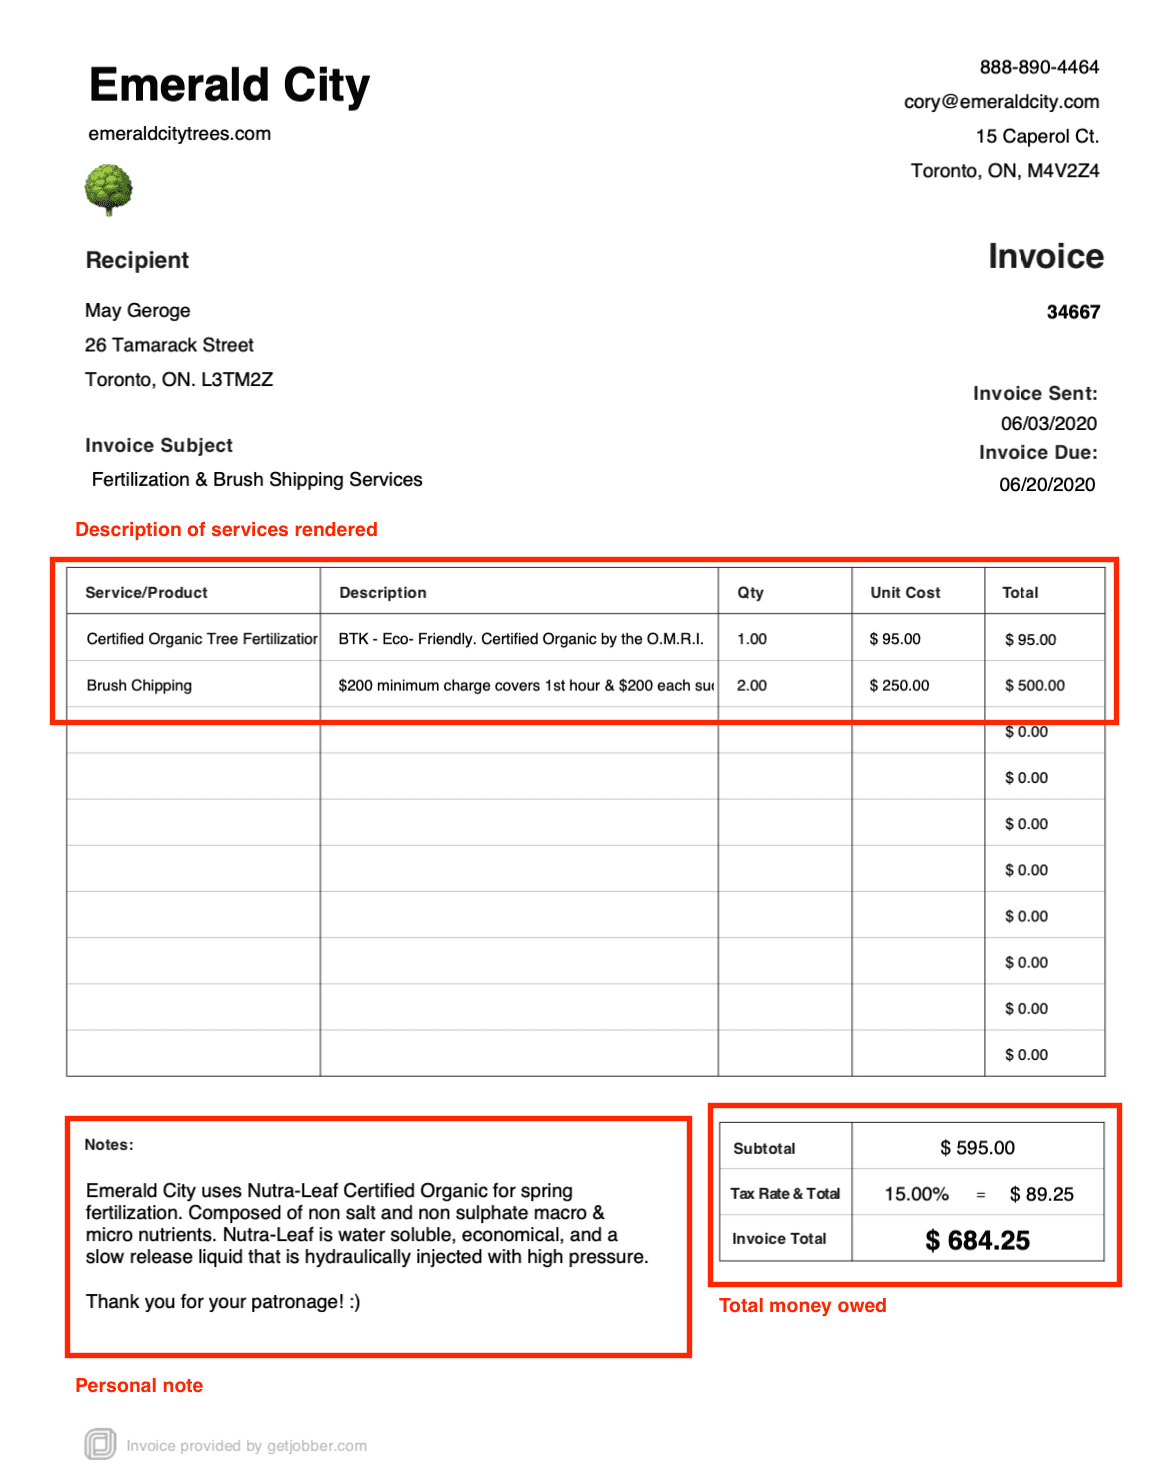 Emerald City
emeraldcitytrees.com
888-890-4464
cory@emeraldcity.com
15 Caperol Ct.
Toronto, ON, M4V2Z4
Recipient
May Geroge
26 Tamarack Street
Toronto, ON. L3TM2Z
Invoice
34667
Invoice Sent:
06/03/2020
Invoice Due:
06/20/2020
Invoice Subject
Fertilization & Brush Shipping Services
Description of services rendered
Service/Product Description Qty Unit Cost Total
Certified Organic Tree Fertilization BTK - Eco- Friendly. Certified Organic by the O.M.R.I. 1.00 $ 95.00 $ 95.00
Brush Chipping $200 minimum charge covers 1st hour & $200 each 2.00 $ 250.00 $ 500.00
$ 0.00
$ 0.00
$ 0.00
$ 0.00
$ 0.00
$ 0.00
$ 0.00
$ 0.00
Notes:
Emerald City uses Nutra-Leaf Certified Organic for spring
fertilization. Composed of non salt and non sulphate macro &
micro nutrients. Nutra-Leaf is water soluble, economical, and a
slow release liquid that is hydraulically injected with high pressure.
Thank you for your patronage! :)
Personal note
Subtotal $ 595.00
Tax Rate & Total 15.00% = $ 89.25
Invoice Total $ 684.25
Total money owed
Invoice provided by getjobber.com